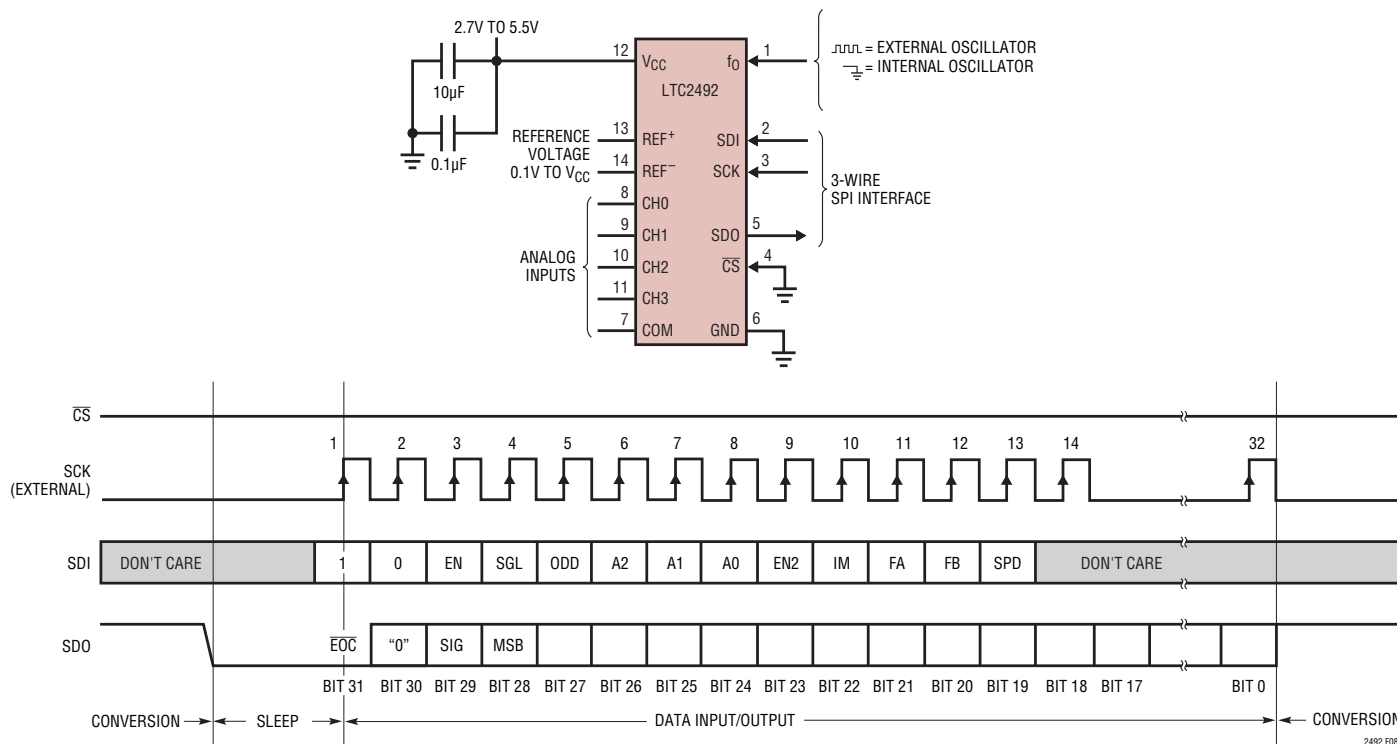 2.7V TO 5.5V
10µF
0.1µF
12
VCC
fO
1
LTC2492
= EXTERNAL OSCILLATOR
= INTERNAL OSCILLATOR
REFERENCE
VOLTAGE
0.1V TO VCC
13
REF+
14
REF–
SDI
2
SCK
3
3-WIRE
SPI INTERFACE
ANALOG
INPUTS
8
CH0
9
CH1
10
CH2
11
CH3
7
COM
SDO
5
CS
4
GND
6
CS
SCK
(EXTERNAL)
1 2 3 4 5 6 7 8 9 10 11 12 13 14 32
SDI DON'T CARE 1 0 EN SGL ODD A2 A1 A0 EN2 IM FA FB SPD DON'T CARE
SDO EOC “0” SIG MSB
BIT 31 BIT 30 BIT 29 BIT 28 BIT 27 BIT 26 BIT 25 BIT 24 BIT 23 BIT 22 BIT 21 BIT 20 BIT 19 BIT 18 BIT 17 BIT 0
CONVERSION SLEEP DATA INPUT/OUTPUT CONVERSION
2492 F08